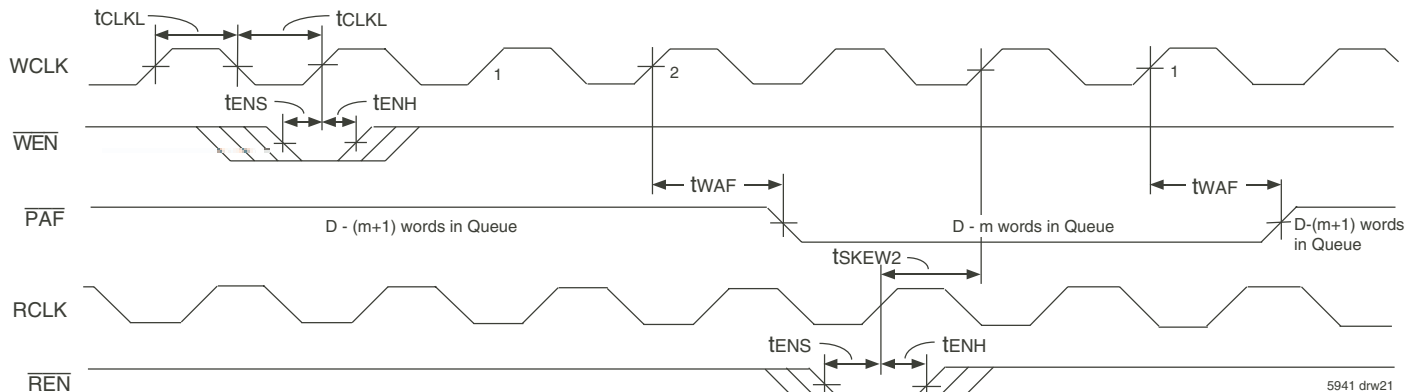 tCLKL tCLKL
WCLK 1 2 1
tENS tENH
WEN
tWAF tWAF
PAF D - (m+1) words in Queue D - m words in Queue D-(m+1) words
in Queue
tSKEW2
RCLK
tENS tENH
REN
5941 drw21